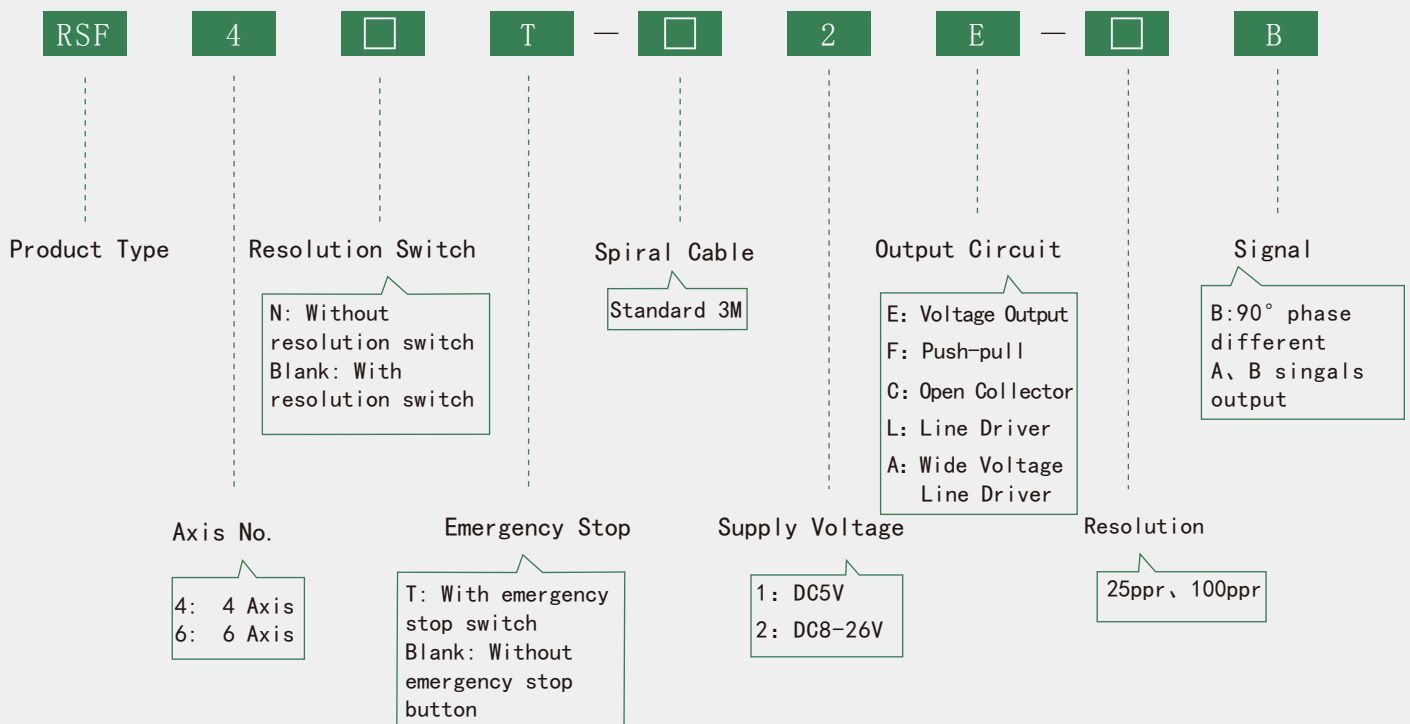 RSF 4 □ T — □ 2 E — □ B
Product Type
Resolution Switch
N: Without
resolution switch
Blank: With
resolution switch
Spiral Cable
Standard 3M
Output Circuit
E: Voltage Output
F: Push-pull
C: Open Collector
L: Line Driver
A: Wide Voltage
Line Driver
Signal
B:90° phase
different
A、B singals
output
Axis No.
4: 4 Axis
6: 6 Axis
Emergency Stop
T: With emergency
stop switch
Blank: Without
emergency stop
button
Supply Voltage
1: DC5V
2: DC8-26V
Resolution
25ppr、100ppr